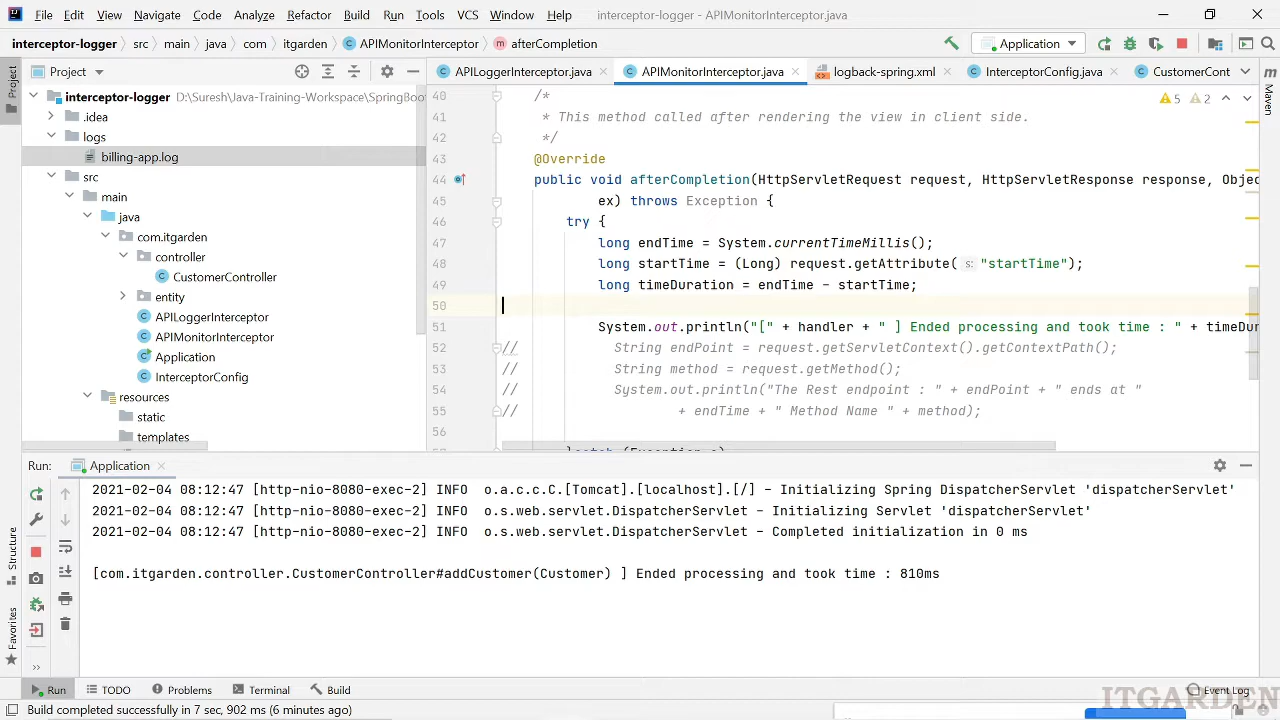 File Edit View Navigate Code Analyze Refactor Build Run Tools VCS Window Help interceptor-logger - APIMonitorInterceptor.java
interceptor-logger src main java com itgarden APIMonitorInterceptor afterCompletion Application
Project APILoggerInterceptor.java APIMonitorInterceptor.java logback-spring.xml InterceptorConfig.java CustomerCont
Project
Maven
Structure
Favorites
interceptor-logger D:\Suresh\Java-Training-Workspace\SpringBoo
.idea
logs
billing-app.log
src
main
java
com.itgarden
controller
CustomerController
entity
APILoggerInterceptor
APIMonitorInterceptor
Application
InterceptorConfig
resources
static
templates
5 2
40 /*
41 * This method called after rendering the view in client side.
42 */
43 @Override
44 public void afterCompletion(HttpServletRequest request, HttpServletResponse response, Objec
45 ex) throws Exception {
46 try {
47 long endTime = System.currentTimeMillis();
48 long startTime = (Long) request.getAttribute( s: "startTime");
49 long timeDuration = endTime - startTime;
50
51 System.out.println("[" + handler + " ] Ended processing and took time : " + timeDur
52 // String endPoint = request.getServletContext().getContextPath();
53 // String method = request.getMethod();
54 // System.out.println("The Rest endpoint : " + endPoint + " ends at "
55 // + endTime + " Method Name " + method);
56
}catch (Exception e)
Run: Application
2021-02-04 08:12:47 [http-nio-8080-exec-2] INFO o.a.c.c.C.[Tomcat].[localhost].[/] - Initializing Spring DispatcherServlet 'dispatcherServlet'
2021-02-04 08:12:47 [http-nio-8080-exec-2] INFO o.s.web.servlet.DispatcherServlet - Initializing Servlet 'dispatcherServlet'
2021-02-04 08:12:47 [http-nio-8080-exec-2] INFO o.s.web.servlet.DispatcherServlet - Completed initialization in 0 ms
[com.itgarden.controller.CustomerController#addCustomer(Customer) ] Ended processing and took time : 810ms
Run TODO Problems Terminal Build Event Log
ITGARDEN
Build completed successfully in 7 sec, 902 ms (6 minutes ago)